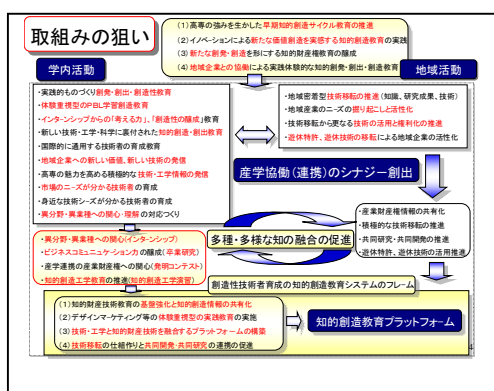 取組みの狙い
(1)高専の強みを生かした早期知的創造サイクル教育の推進
(2)イノベーションによる新たな価値創造を実感する知的創造教育の実践
(3)新たな創発・創造を形にする知的財産権教育の醸成
(4)地域企業との協働による実践体験的な知的創発・創出・創造教育
学内活動
地域活動
・実践ものづくり創発・創出・創造性教育
・体験重視型のPBL学習創造教育
・インターンシップからの「考える力」、「創造性の醸成」教育
・新しい技術・工学・科学に裏付された知的創造・創出教育
・国際的に通用する技術者の育成教育
・地域企業への新しい価値、新しい技術の発信
・高専の魅力を高める積極的な技術・工学情報の発信
・市場のニーズが分かる技術者の育成
・身近な技術シーズが分かる技術者の育成
・異分野・異業種への関心・理解の対応づくり
・地域密着型技術移転の推進(知識、研究成果、技術)
・地域産業のニーズの掘り起こしと活性化
・技術移転から更なる技術の活用と権利化の推進
・遊休特許、遊休技術の移転による地域企業の活性化
産学協働(連携)のシナジー創出
・産業財産権情報の共有化
・積極的な技術移転の推進
・共同研究・共同開発の推進
・遊休特許、遊休技術の活用推進
多種・多様な知の融合の促進
・異分野・異業種への関心(インターンシップ)
・ビジネスコミュニケーション力の醸成(卒業研究)
・産学連携の産業財産権への関心(発明コンテスト)
・知的創造工学教育の推進(知的創造工学演習)
創造性技術者育成の知的創造教育システムのフレーム
(1)知的財産技術教育の基盤強化と知的創造情報の共有化
(2)デザインマーケティング等の体験重視型の実践教育の実施
(3)技術・工学と知的財産技術を融合するプラットフォームの構築
(4)技術移転の仕組作りと共同開発・共同研究の連携の促進
知的創造教育プラットフォーム
4